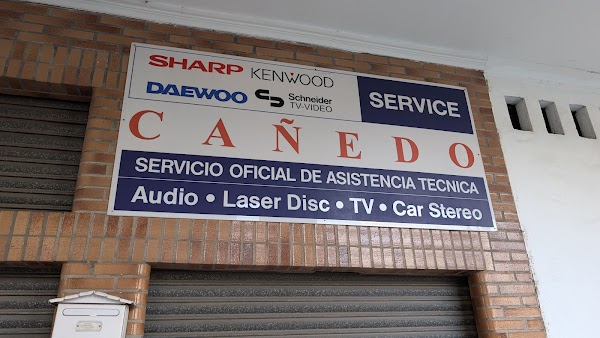 SHARP KENWOOD
DAEWOO Schneider
TV-VIDEO
SERVICE
CAÑEDO
SERVICIO OFICIAL DE ASISTENCIA TECNICA
Audio • Laser Disc • TV • Car Stereo